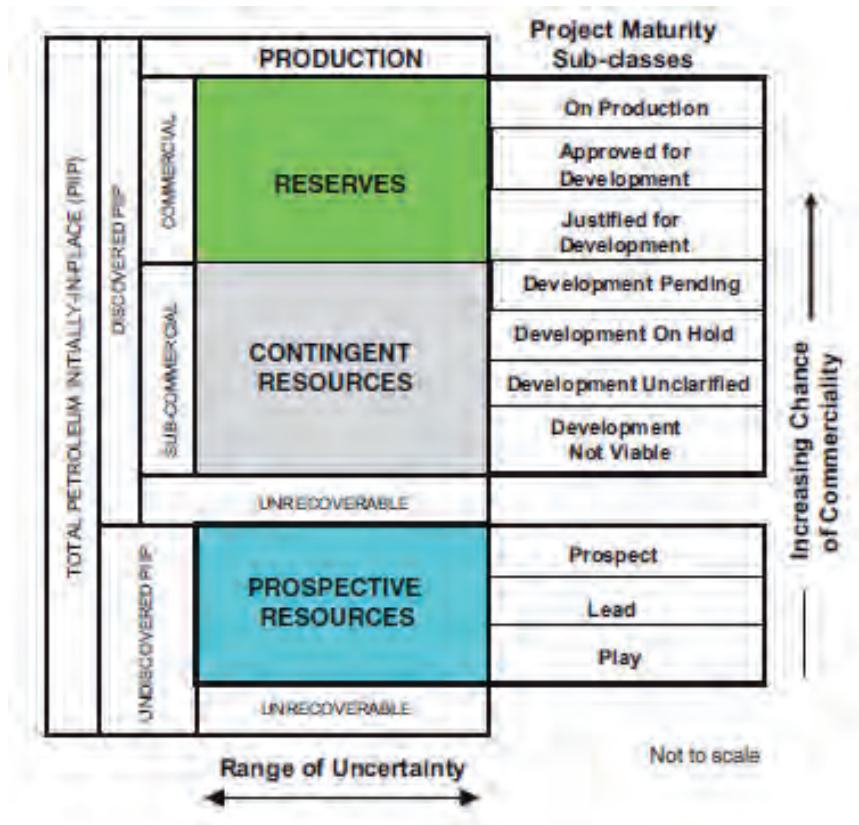 Project Maturity
Sub-classes
PRODUCTION
On Production
Approved for
Development
Justified for
Development
RESERVES
COMMERCIAL
Development Pending
Development On Hold
Development Unclarified
Development
Not Viable
CONTINGENT
RESOURCES
SUB-COMMERCIAL
UNRECOVERABLE
DISCOVERED PIIP
Prospect
Lead
Play
PROSPECTIVE
RESOURCES
UNRECOVERABLE
UNDISCOVERED PIIP
TOTAL PETROLEUM INITIALLY-IN-PLACE (PIIP)
Increasing Chance
of Commerciality
Not to scale
Range of Uncertainty